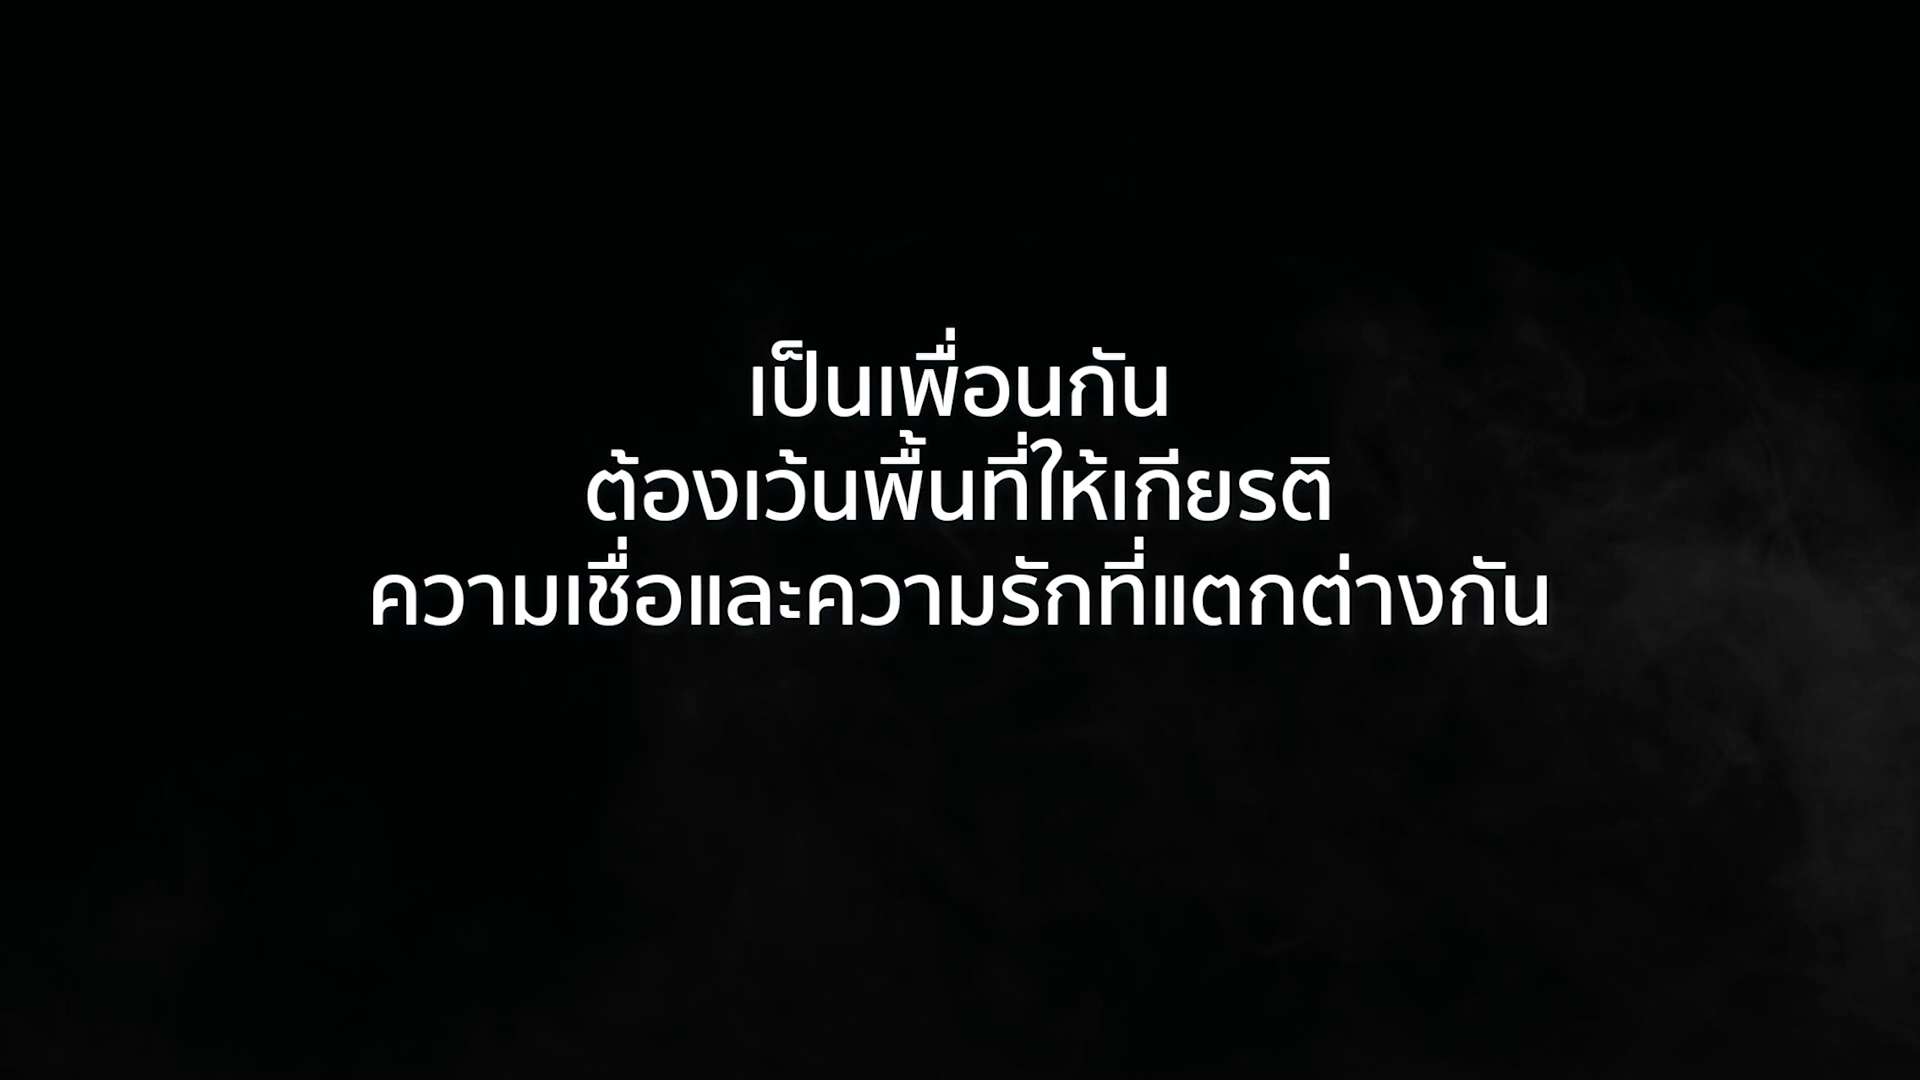 เป็นเพื่อนกัน
ต้องเว้นพื้นที่ให้เกียรติ
ความเชื่อและความรักที่แตกต่างกัน